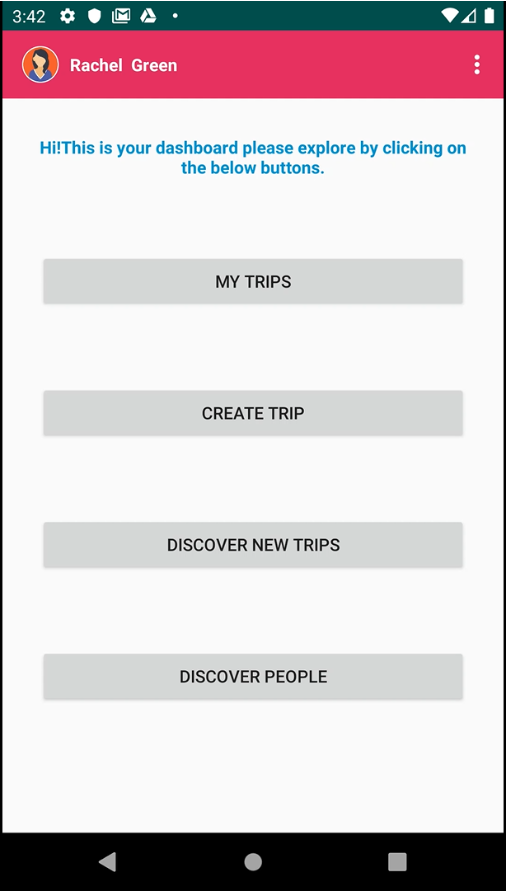 3:42
Rachel Green
Hi!This is your dashboard please explore by clicking on
the below buttons.
MY TRIPS
CREATE TRIP
DISCOVER NEW TRIPS
DISCOVER PEOPLE